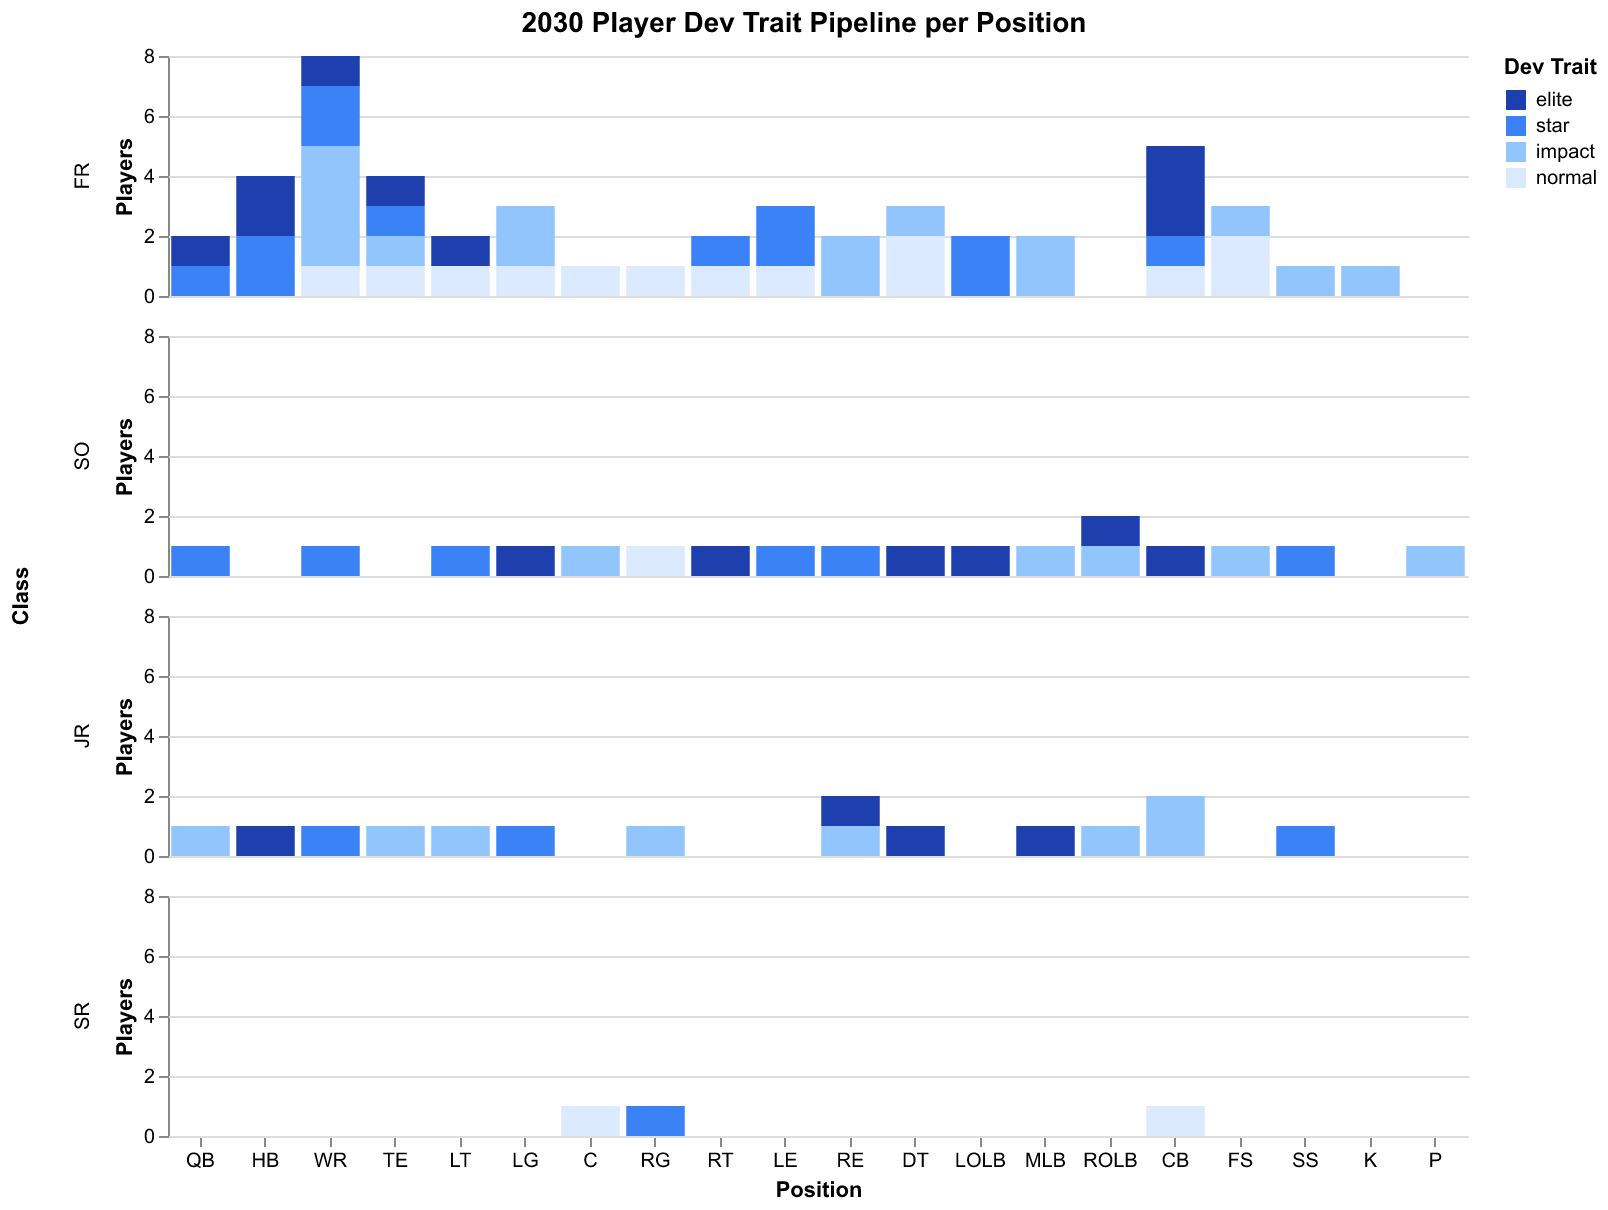 2030 Player Dev Trait Pipeline per Position
Dev Trait
elite
star
impact
normal
Class
FR
Players
8
6
4
2
0
SO
Players
8
6
4
2
0
JR
Players
8
6
4
2
0
SR
Players
8
6
4
2
0
QB HB WR TE LT LG C RG RT LE RE DT LOLB MLB ROLB CB FS SS K P
Position